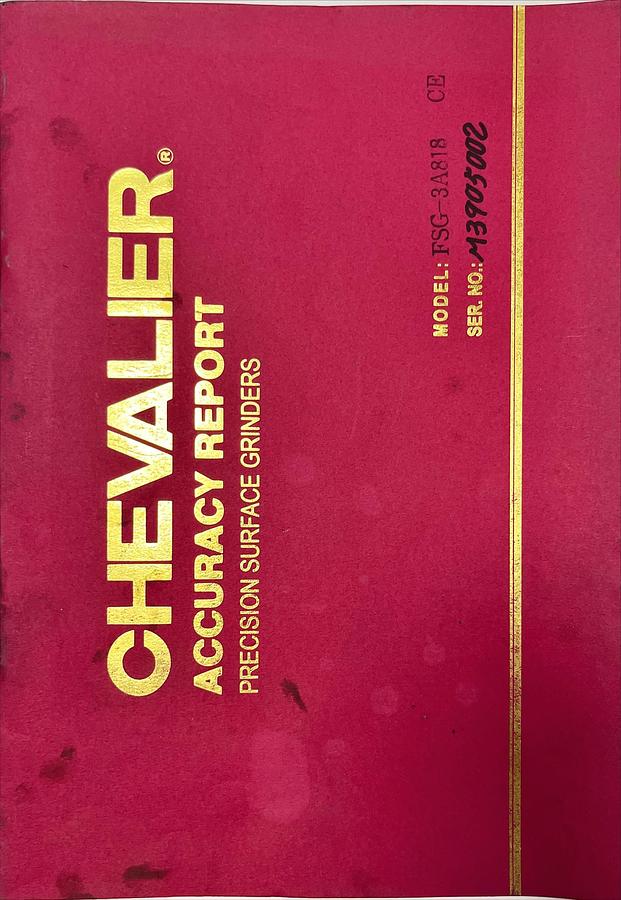 CHEVALIER®
ACCURACY REPORT
PRECISION SURFACE GRINDERS
MODEL: FSG-3A818 CE
SER. NO.: M3905002